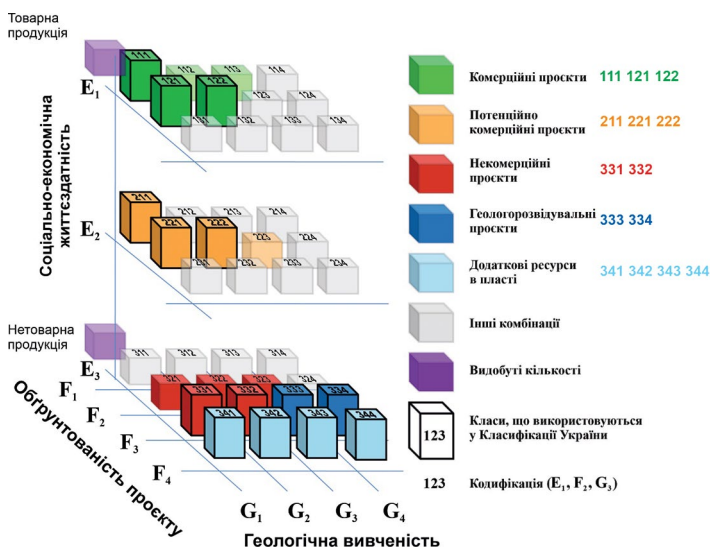 Товарна
продукція
Соціально-економічна
життєздатність
E1
111
112
113
114
121
122
123
124
131
132
133
134
E2
211
212
213
214
221
222
223
224
231
232
233
234
Нетоварна
продукція
E3
311
312
313
314
321
322
323
324
331
332
333
334
341
342
343
344
F1
F2
F3
F4
Обґрунтованість проєкту
G1
G2
G3
G4
Геологічна вивченість
Комерційні проєкти 111 121 122
Потенційно
комерційні проєкти
211 221 222
Некомерційні
проєкти
331 332
Геологорозвідувальні
проєкти
333 334
Додаткові ресурси
в пласті
341 342 343 344
Інші комбінації
Видобуті кількості
123
Класи, що використовуються
у Класифікації України
123 Кодифікація (E1, F2, G3)